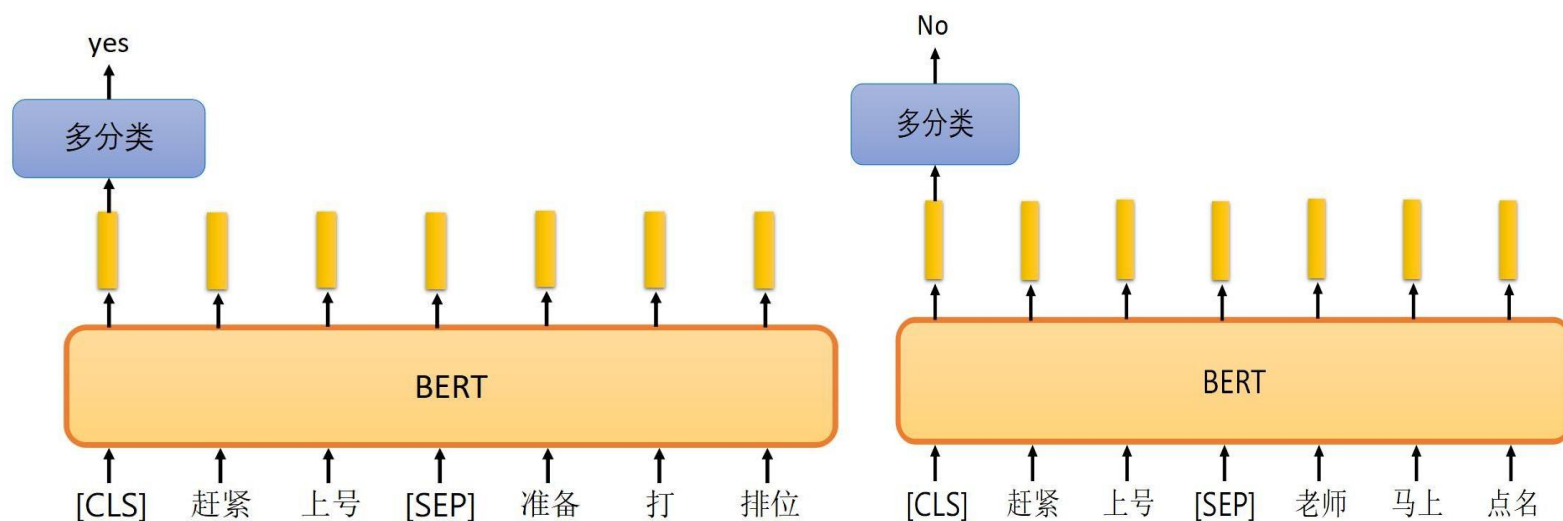 yes
多分类
BERT
[CLS] 赶紧 上号 [SEP] 准备 打 排位
No
多分类
BERT
[CLS] 赶紧 上号 [SEP] 老师 马上 点名